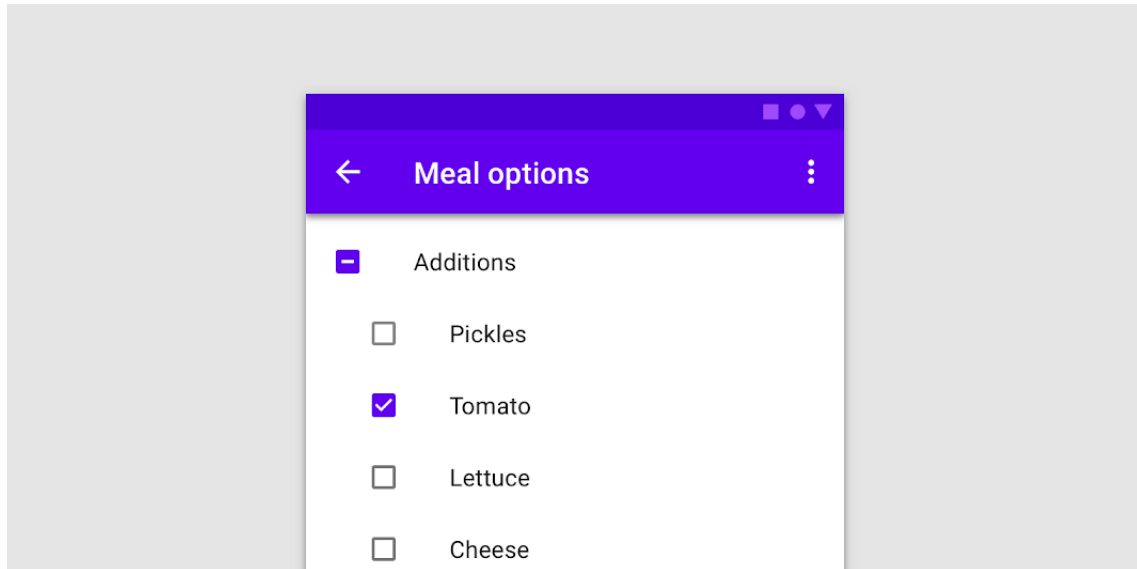 Meal options
Additions
Pickles
Tomato
Lettuce
Cheese